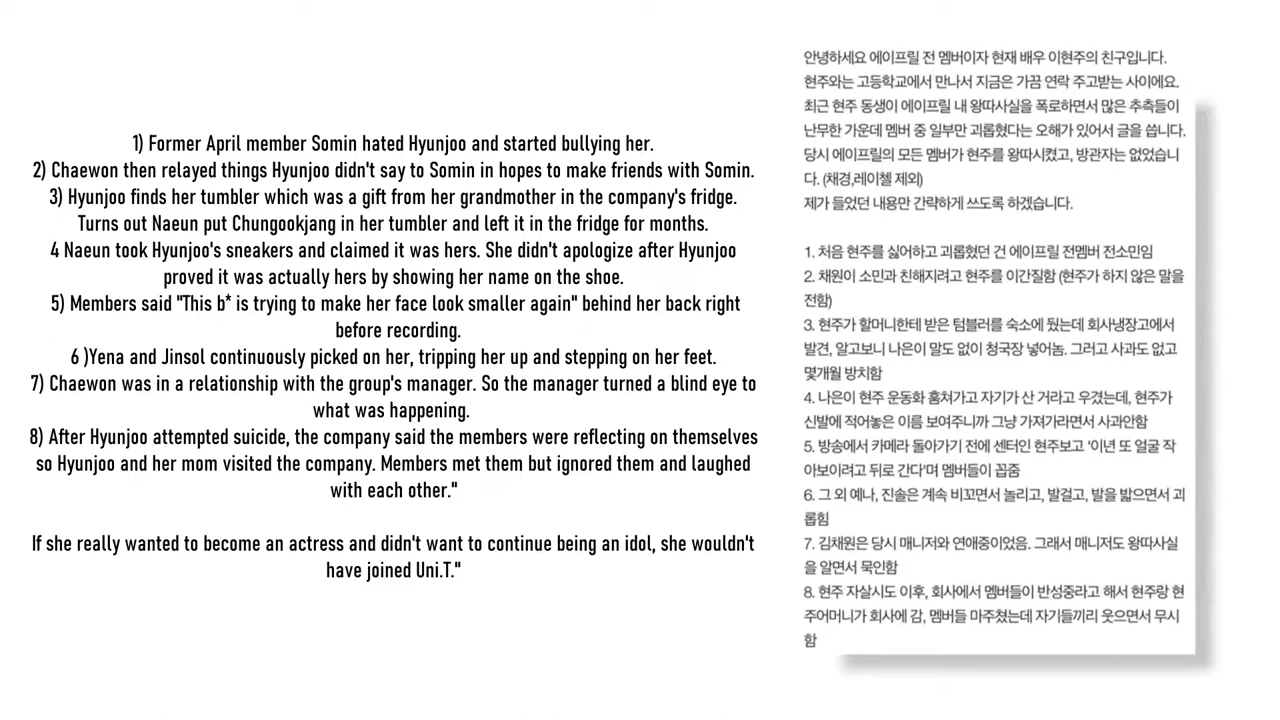 1) Former April member Somin hated Hyunjoo and started bullying her.
2) Chaewon then relayed things Hyunjoo didn't say to Somin in hopes to make friends with Somin.
3) Hyunjoo finds her tumbler which was a gift from her grandmother in the company's fridge.
Turns out Naeun put Chungookjang in her tumbler and left it in the fridge for months.
4 Naeun took Hyunjoo's sneakers and claimed it was hers. She didn't apologize after Hyunjoo
proved it was actually hers by showing her name on the shoe.
5) Members said "This b* is trying to make her face look smaller again" behind her back right
before recording.
6 )Yena and Jinsol continuously picked on her, tripping her up and stepping on her feet.
7) Chaewon was in a relationship with the group's manager. So the manager turned a blind eye to
what was happening.
8) After Hyunjoo attempted suicide, the company said the members were reflecting on themselves
so Hyunjoo and her mom visited the company. Members met them but ignored them and laughed
with each other."
If she really wanted to become an actress and didn't want to continue being an idol, she wouldn't
have joined Uni.T."
안녕하세요 에이프릴 전 멤버이자 현재 배우 이현주의 친구입니다.
현주와는 고등학교에서 만나서 지금은 가끔 연락 주고받는 사이에요.
최근 현주 동생이 에이프릴 내 왕따사실을 폭로하면서 많은 추측들이
난무한 가운데 멤버 중 일부만 괴롭혔다는 오해가 있어서 글을 씁니다.
당시 에이프릴의 모든 멤버가 현주를 왕따시켰고, 방관자는 없었습니
다. (채경,레이첼 제외)
제가 들었던 내용만 간략하게 쓰도록 하겠습니다.
1. 처음 현주를 싫어하고 괴롭혔던 건 에이프릴 전멤버 전소민임
2. 채원이 소민과 친해지려고 현주를 이간질함 (현주가 하지 않은 말을
전함)
3. 현주가 할머니한테 받은 텀블러를 숙소에 뒀는데 회사냉장고에서
발견, 알고보니 나은이 말도 없이 청국장 넣어놈. 그러고 사과도 없고
몇개월 방치함
4. 나은이 현주 운동화 훔쳐가고 자기가 산 거라고 우겼는데, 현주가
신발에 적어놓은 이름 보여주니까 그냥 가져가라면서 사과안함
5. 방송에서 카메라 돌아가기 전에 센터인 현주보고 '이년 또 얼굴 작
아보이려고 뒤로 간다'며 멤버들이 꼽줌
6. 그 외 예나, 진솔은 계속 비꼬면서 놀리고, 발걸고, 발을 밟으면서 괴
롭힘
7. 김채원은 당시 매니저와 연애중이었음. 그래서 매니저도 왕따사실
을 알면서 묵인함
8. 현주 자살시도 이후, 회사에서 멤버들이 반성중라고 해서 현주랑 현
주어머니가 회사에 감, 멤버들 마주쳤는데 자기들끼리 웃으면서 무시
함